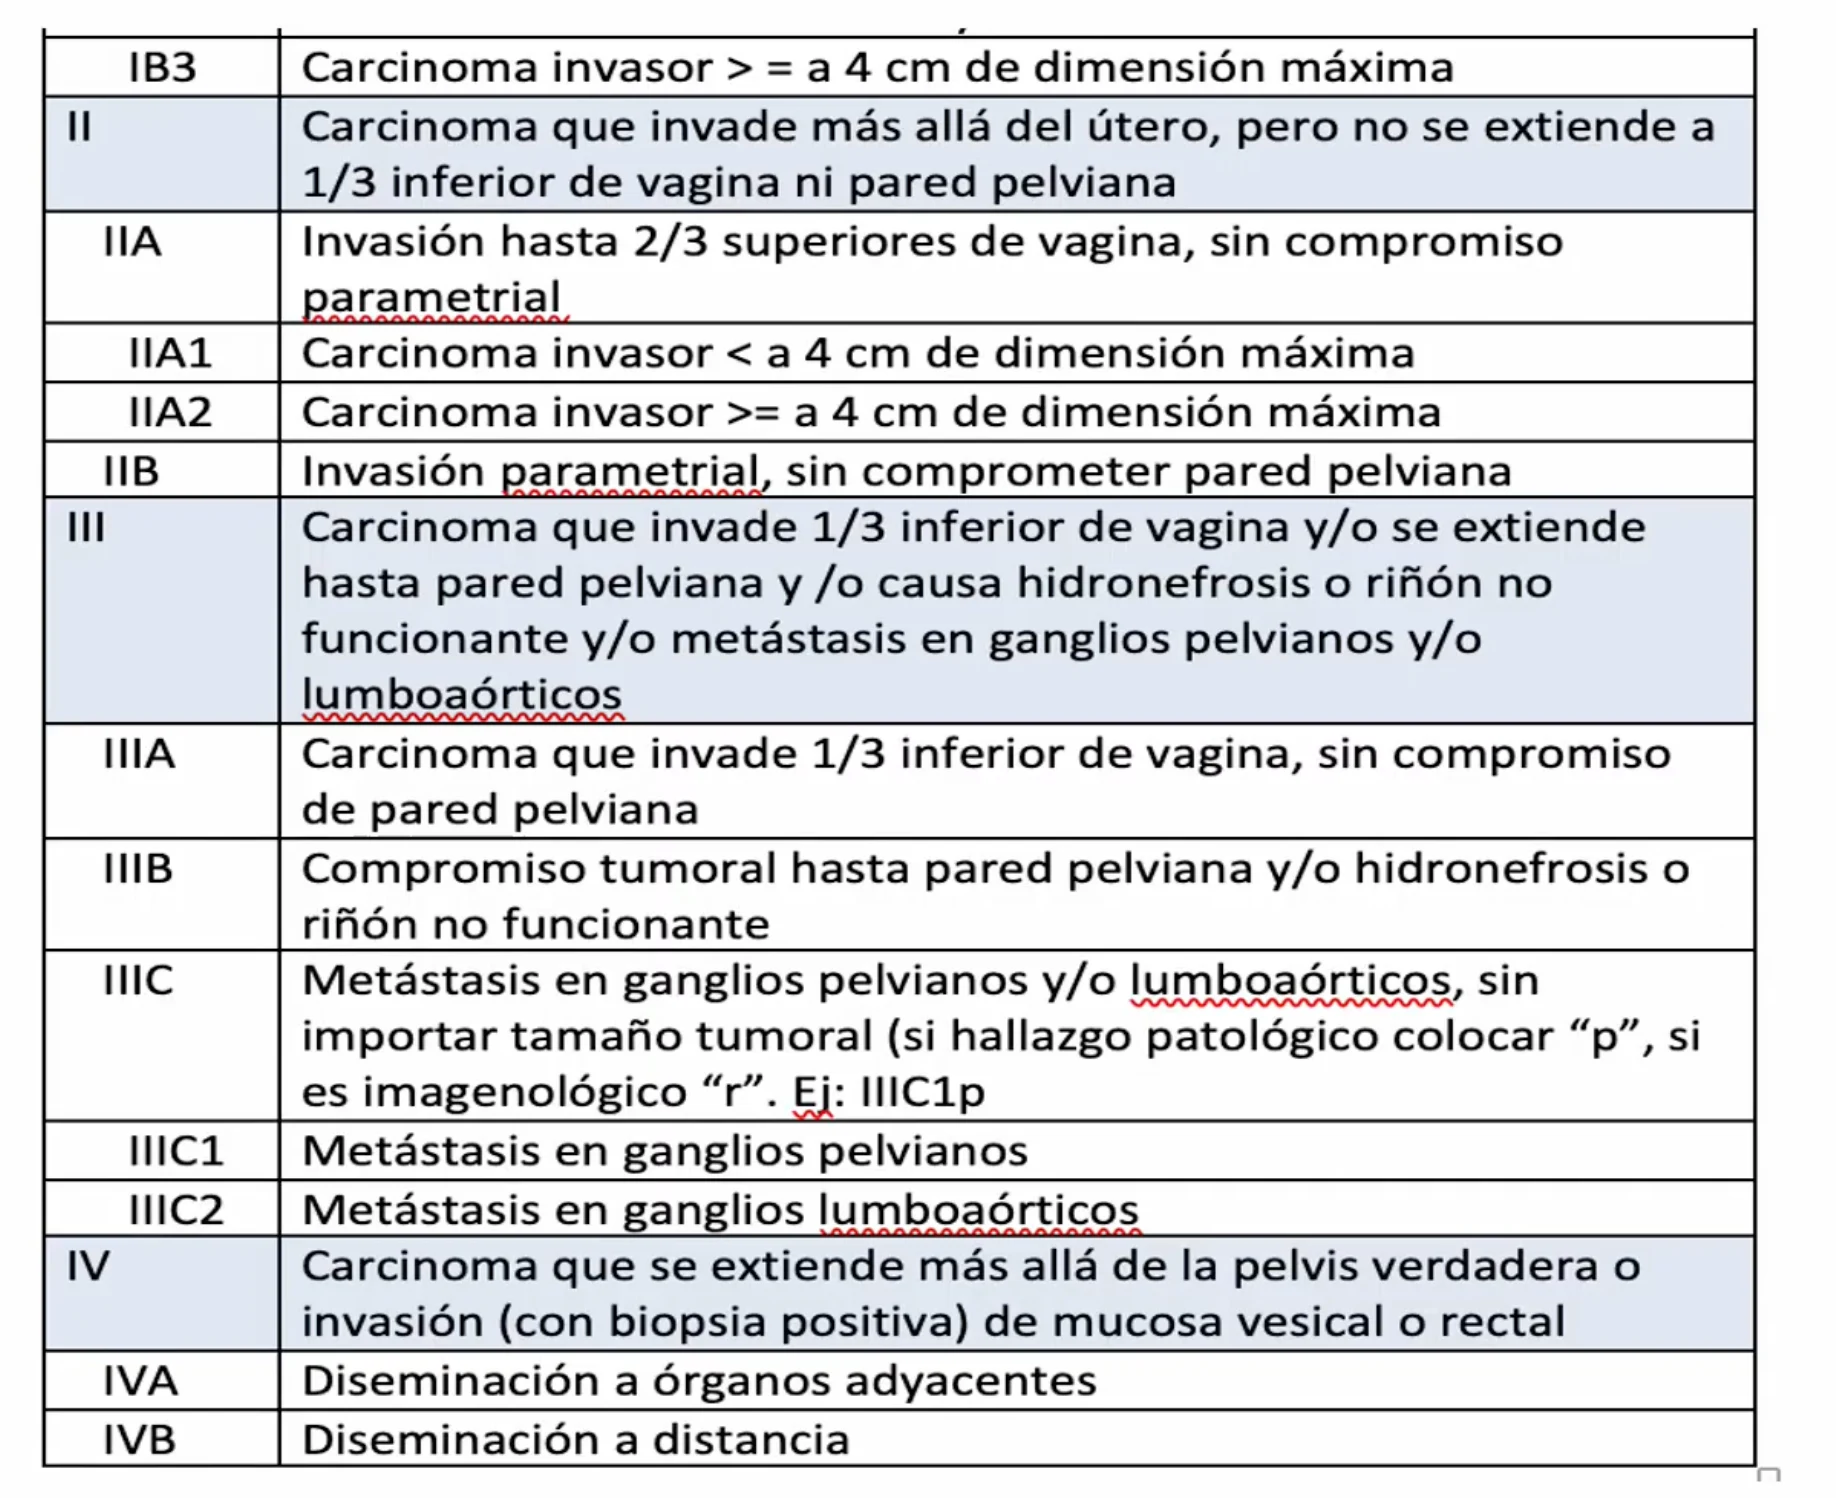 IB3 Carcinoma invasor > = a 4 cm de dimensión máxima
II Carcinoma que invade más allá del útero, pero no se extiende a
1/3 inferior de vagina ni pared pelviana
IIA Invasión hasta 2/3 superiores de vagina, sin compromiso
parametrial
IIA1 Carcinoma invasor < a 4 cm de dimensión máxima
IIA2 Carcinoma invasor >= a 4 cm de dimensión máxima
IIB Invasión parametrial, sin comprometer pared pelviana
III Carcinoma que invade 1/3 inferior de vagina y/o se extiende
hasta pared pelviana y /o causa hidronefrosis o riñón no
funcionante y/o metástasis en ganglios pelvianos y/o
lumboaórticos
IIIA Carcinoma que invade 1/3 inferior de vagina, sin compromiso
de pared pelviana
IIIB Compromiso tumoral hasta pared pelviana y/o hidronefrosis o
riñón no funcionante
IIIC Metástasis en ganglios pelvianos y/o lumboaórticos, sin
importar tamaño tumoral (si hallazgo patológico colocar “p”, si
es imagenológico “r”. Ej: IIIC1p
IIIC1 Metástasis en ganglios pelvianos
IIIC2 Metástasis en ganglios lumboaórticos
IV Carcinoma que se extiende más allá de la pelvis verdadera o
invasión (con biopsia positiva) de mucosa vesical o rectal
IVA Diseminación a órganos adyacentes
IVB Diseminación a distancia